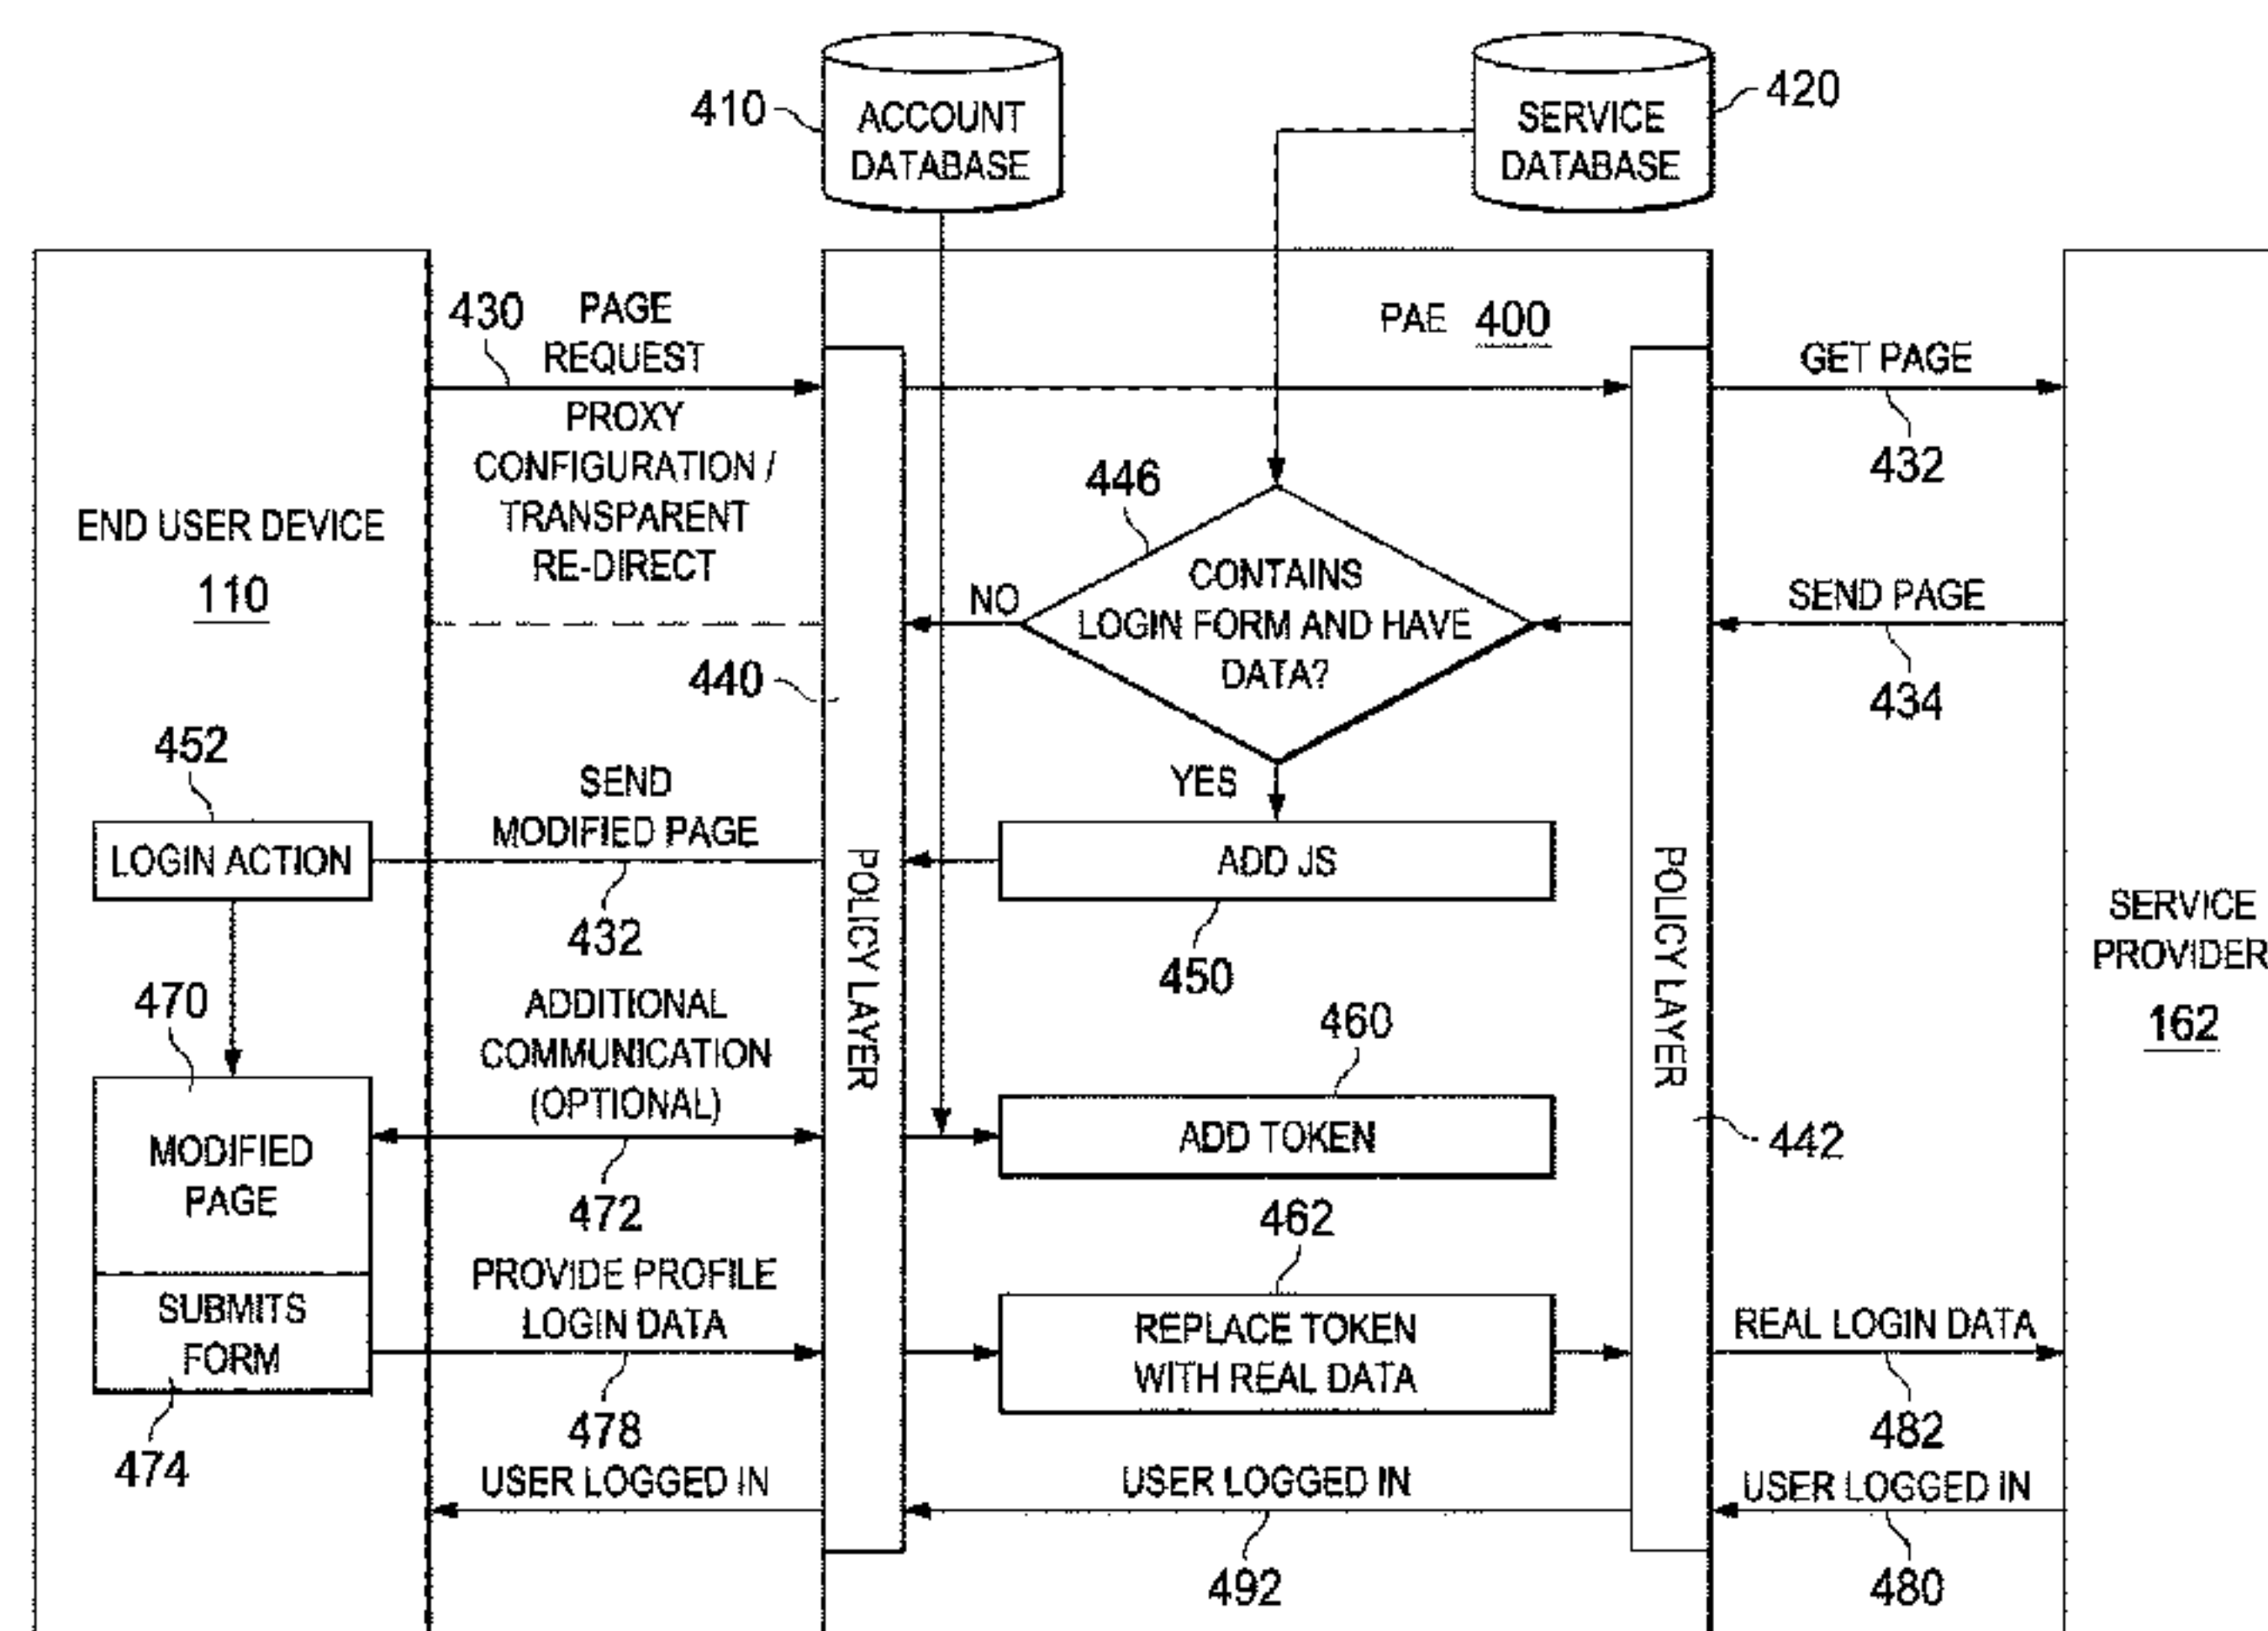 410
ACCOUNT
DATABASE
SERVICE
DATABASE
420
430
PAGE
REQUEST
PROXY
CONFIGURATION /
TRANSPARENT
RE-DIRECT
PAE 400
GET PAGE
432
END USER DEVICE
110
446
CONTAINS
LOGIN FORM AND HAVE
DATA?
NO
YES
SEND PAGE
434
440
452
LOGIN ACTION
SEND
MODIFIED PAGE
432
ADD JS
450
POLICY LAYER
POLICY LAYER
SERVICE
PROVIDER
162
470
MODIFIED
PAGE
ADDITIONAL
COMMUNICATION
(OPTIONAL)
472
460
ADD TOKEN
442
SUBMITS
FORM
474
PROVIDE PROFILE
LOGIN DATA
478
462
REPLACE TOKEN
WITH REAL DATA
REAL LOGIN DATA
482
USER LOGGED IN
USER LOGGED IN
492
USER LOGGED IN
480